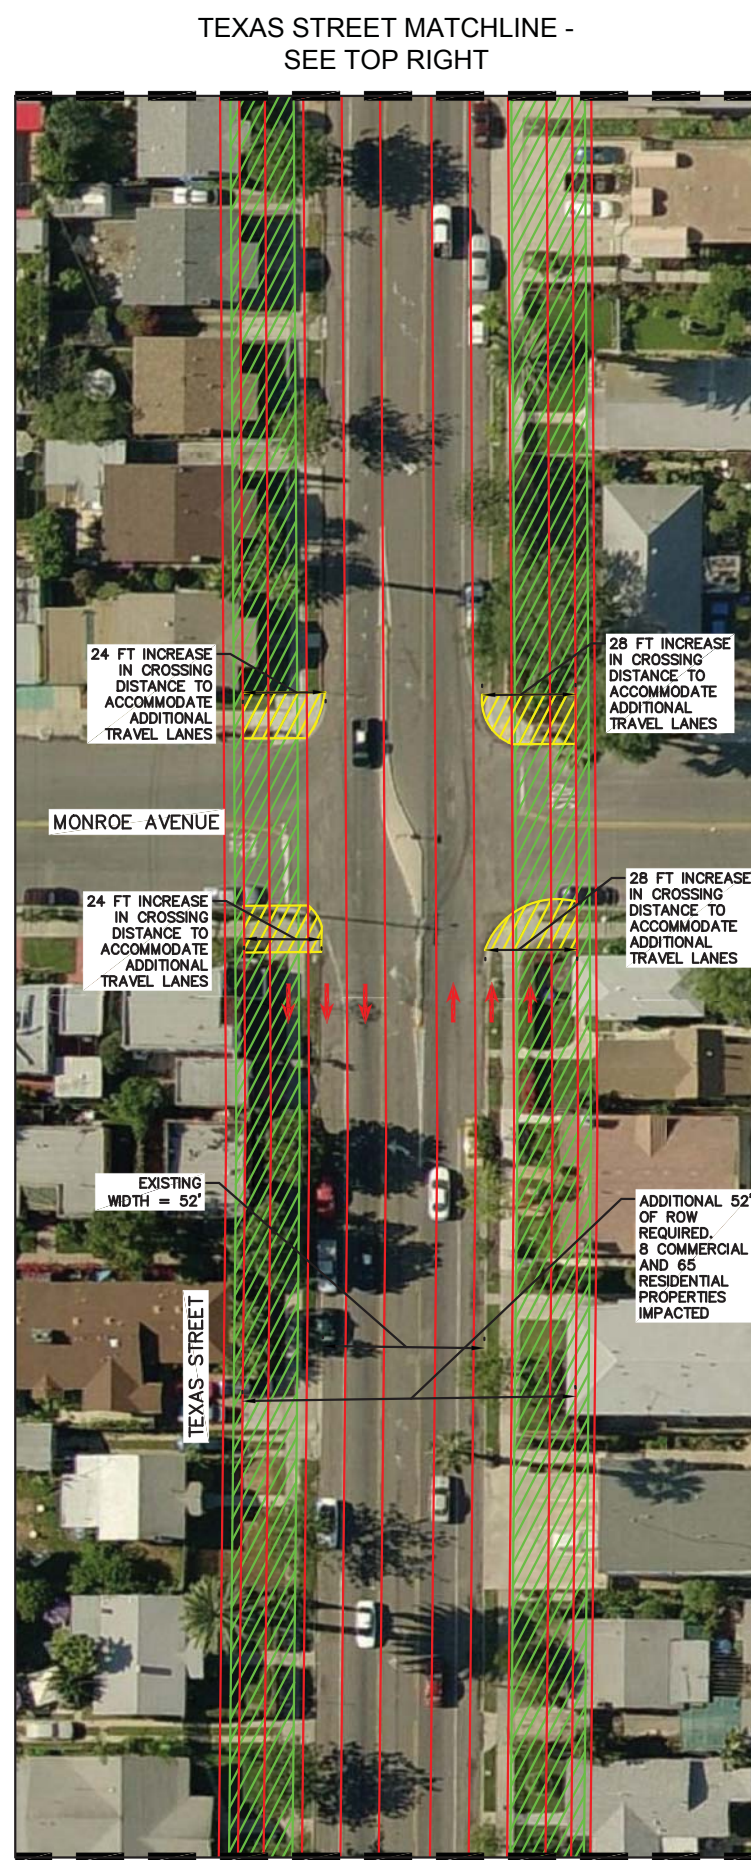 TEXAS STREET MATCHLINE -
SEE TOP RIGHT
24 FT INCREASE
IN CROSSING
DISTANCE TO
ACCOMMODATE
ADDITIONAL
TRAVEL LANES
28 FT INCREASE
IN CROSSING
DISTANCE TO
ACCOMMODATE
ADDITIONAL
TRAVEL LANES
MONROE AVENUE
24 FT INCREASE
IN CROSSING
DISTANCE TO
ACCOMMODATE
ADDITIONAL
TRAVEL LANES
28 FT INCREASE
IN CROSSING
DISTANCE TO
ACCOMMODATE
ADDITIONAL
TRAVEL LANES
EXISTING
WIDTH = 52'
ADDITIONAL 52'
OF ROW
REQUIRED.
8 COMMERCIAL
AND 65
RESIDENTIAL
PROPERTIES
IMPACTED
TEXAS STREET